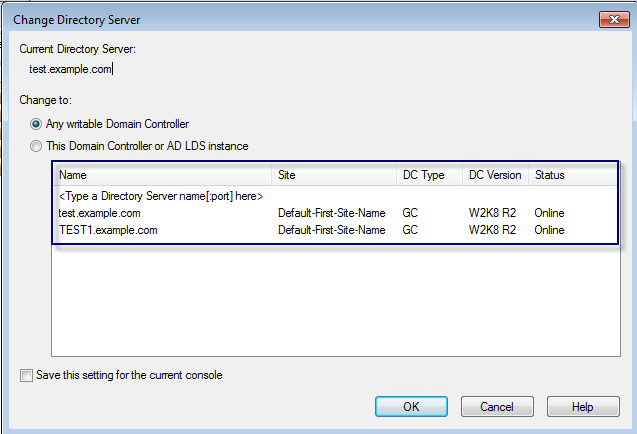 Change Directory Server
Current Directory Server:
test.example.com
Change to:
Any writable Domain Controller
This Domain Controller or AD LDS instance
Name Site DC Type DC Version Status
<Type a Directory Server name[:port] here>
test.example.com Default-First-Site-Name GC W2K8 R2 Online
TEST1.example.com Default-First-Site-Name GC W2K8 R2 Online
Save this setting for the current console
OK Cancel Help